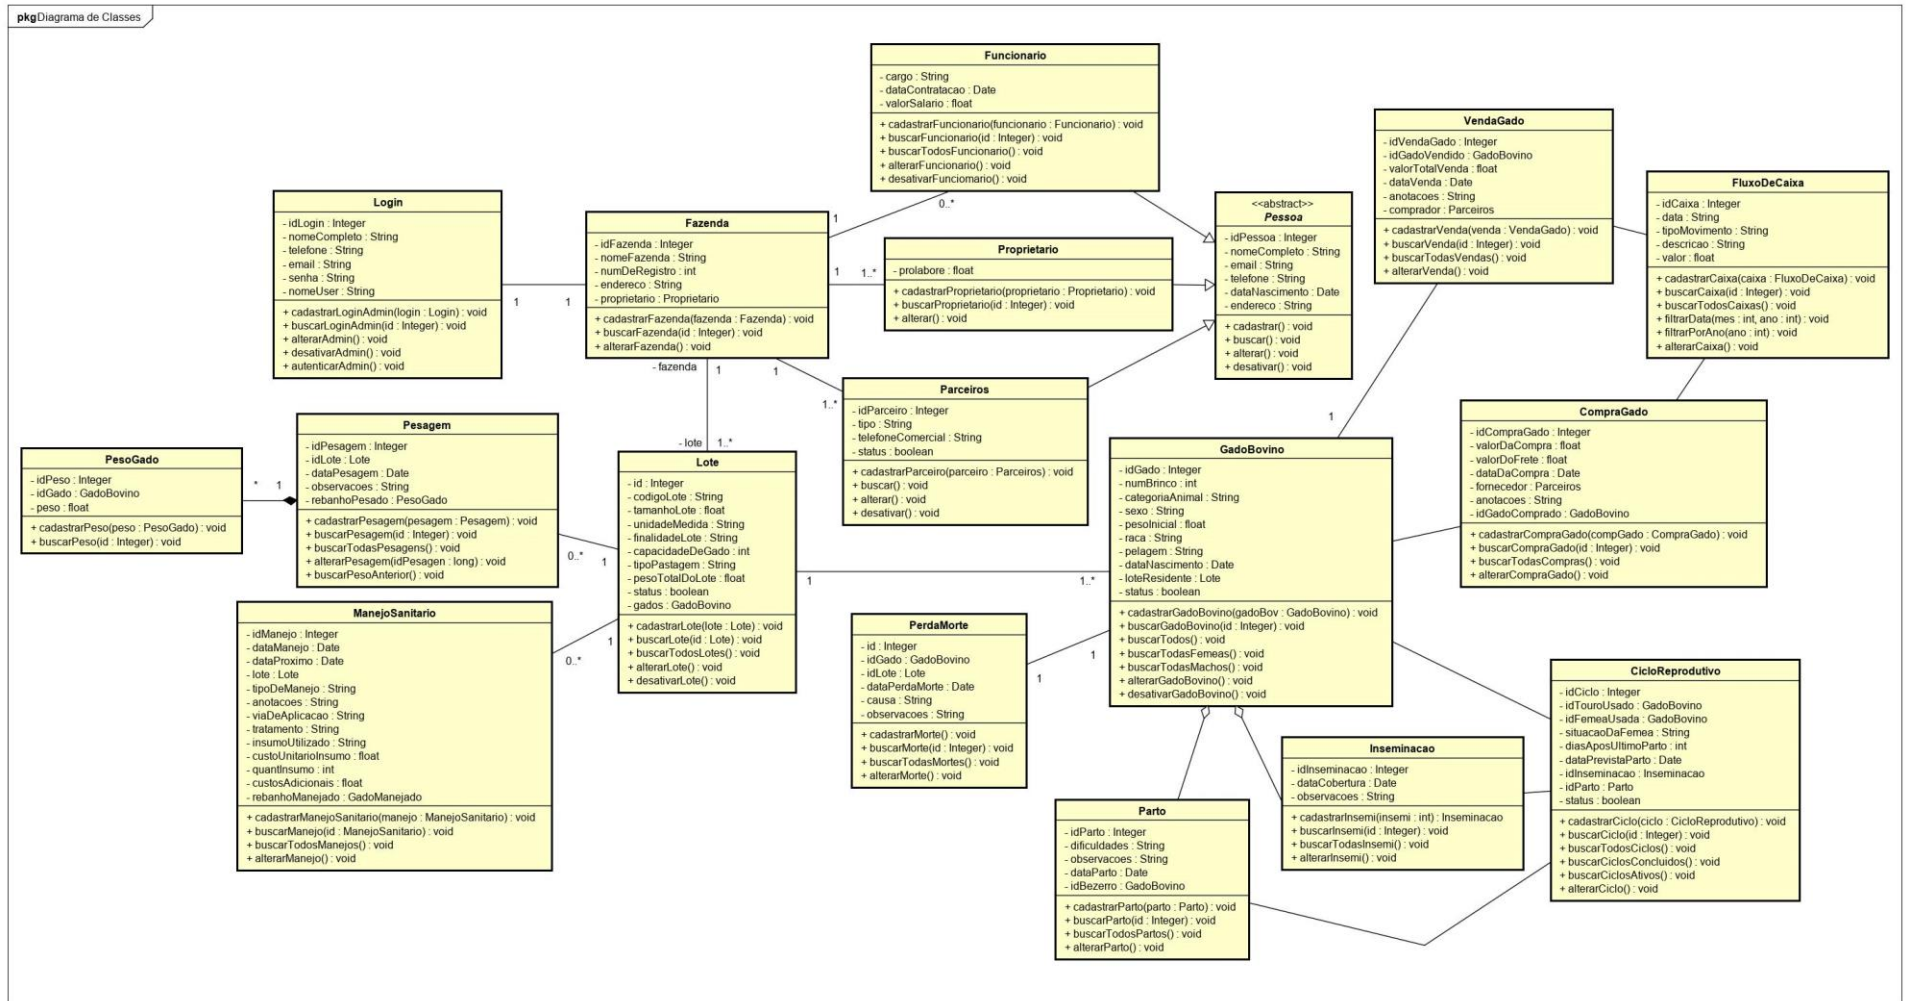 pkg Diagrama de Classes
Funcionario
- cargo : String
- dataContratacao : Date
- valorSalario : float
+ cadastrarFuncionario(funcionario : Funcionario) : void
+ buscarFuncionario(id : Integer) : void
+ buscarTodosFuncionario() : void
+ alterarFuncionario() : void
+ desativarFunciomario() : void
0..*
1
VendaGado
- idVendaGado : Integer
- idGadoVendido : GadoBovino
- valorTotalVenda : float
- dataVenda : Date
- anotacoes : String
- comprador : Parceiros
+ cadastrarVenda(venda : VendaGado) : void
+ buscarVenda(id : Integer) : void
+ buscarTodasVendas() : void
+ alterarVenda() : void
1
FluxoDeCaixa
- idCaixa : Integer
- data : String
- tipoMovimento : String
- descricao : String
- valor : float
+ cadastrarCaixa(caixa : FluxoDeCaixa) : void
+ buscarCaixa(id : Integer) : void
+ buscarTodosCaixas() : void
+ filtrarData(mes : int, ano : int) : void
+ filtrarPorAno(ano : int) : void
+ alterarCaixa() : void
Login
- idLogin : Integer
- nomeCompleto : String
- telefone : String
- email : String
- senha : String
- nomeUser : String
+ cadastrarLoginAdmin(login : Login) : void
+ buscarLoginAdmin(id : Integer) : void
+ alterarAdmin() : void
+ desativarAdmin() : void
+ autenticarAdmin() : void
1
1
Fazenda
- idFazenda : Integer
- nomeFazenda : String
- numDeRegistro : int
- endereco : String
- proprietario : Proprietario
+ cadastrarFazenda(fazenda : Fazenda) : void
+ buscarFazenda(id : Integer) : void
+ alterarFazenda() : void
1
1..*
Proprietario
- prolabore : float
+ cadastrarProprietario(proprietario : Proprietario) : void
+ buscarProprietario(id : Integer) : void
+ alterar() : void
<<abstract>>
Pessoa
- idPessoa : Integer
- nomeCompleto : String
- email : String
- telefone : String
- dataNascimento : Date
- endereco : String
+ cadastrar() : void
+ buscar() : void
+ alterar() : void
+ desativar() : void
- fazenda
1
1
1..*
- lote
1..*
Parceiros
- idParceiro : Integer
- tipo : String
- telefoneComercial : String
- status : boolean
+ cadastrarParceiro(parceiro : Parceiros) : void
+ buscar() : void
+ alterar() : void
+ desativar() : void
CompraGado
- idCompraGado : Integer
- valorDaCompra : float
- valorDoFrete : float
- dataDaCompra : Date
- fornecedor : Parceiros
- anotacoes : String
- idGadoComprado : GadoBovino
+ cadastrarCompraGado(compGado : CompraGado) : void
+ buscarCompraGado(id : Integer) : void
+ buscarTodasCompras() : void
+ alterarCompraGado() : void
PesoGado
- idPeso : Integer
- idGado : GadoBovino
- peso : float
+ cadastrarPeso(peso : PesoGado) : void
+ buscarPeso(id : Integer) : void
*
1
Pesagem
- idPesagem : Integer
- idLote : Lote
- dataPesagem : Date
- observacoes : String
- rebanhoPesado : PesoGado
+ cadastrarPesagem(pesagem : Pesagem) : void
+ buscarPesagem(id : Integer) : void
+ buscarTodasPesagens() : void
+ alterarPesagem(idPesagen : long) : void
+ buscarPesoAnterior() : void
0..*
1
Lote
- id : Integer
- codigoLote : String
- tamanhoLote : float
- unidadeMedida : String
- finalidadeLote : String
- capacidadeDeGado : int
- tipoPastagem : String
- pesoTotalDoLote : float
- status : boolean
- gados : GadoBovino
+ cadastrarLote(lote : Lote) : void
+ buscarLote(id : Lote) : void
+ buscarTodosLotes() : void
+ alterarLote() : void
+ desativarLote() : void
1
1..*
GadoBovino
- idGado : Integer
- numBrinco : int
- categoriaAnimal : String
- sexo : String
- pesoInicial : float
- raca : String
- pelagem : String
- dataNascimento : Date
- loteResidente : Lote
- status : boolean
+ cadastrarGadoBovino(gadoBov : GadoBovino) : void
+ buscarGadoBovino(id : Integer) : void
+ buscarTodos() : void
+ buscarTodasFemeas() : void
+ buscarTodasMachos() : void
+ alterarGadoBovino() : void
+ desativarGadoBovino() : void
ManejoSanitario
- idManejo : Integer
- dataManejo : Date
- dataProximo : Date
- lote : Lote
- tipoDeManejo : String
- anotacoes : String
- viaDeAplicacao : String
- tratamento : String
- insumoUtilizado : String
- custoUnitarioInsumo : float
- quantInsumo : int
- custosAdicionais : float
- rebanhoManejado : GadoManejado
+ cadastrarManejoSanitario(manejo : ManejoSanitario) : void
+ buscarManejo(id : ManejoSanitario) : void
+ buscarTodosManejos() : void
+ alterarManejo() : void
0..*
1
PerdaMorte
- id : Integer
- idGado : GadoBovino
- idLote : Lote
- dataPerdaMorte : Date
- causa : String
- observacoes : String
+ cadastrarMorte() : void
+ buscarMorte(id : Integer) : void
+ buscarTodasMortes() : void
+ alterarMorte() : void
1
1
CicloReprodutivo
- idCiclo : Integer
- idTouroUsado : GadoBovino
- idFemeaUsada : GadoBovino
- situacaoDaFemea : String
- diasAposUltimoParto : int
- dataPrevistaParto : Date
- idInseminacao : Inseminacao
- idParto : Parto
- status : boolean
+ cadastrarCiclo(ciclo : CicloReprodutivo) : void
+ buscarCiclo(id : Integer) : void
+ buscarTodosCiclos() : void
+ buscarCiclosConcluidos() : void
+ buscarCiclosAtivos() : void
+ alterarCiclo() : void
Inseminacao
- idInseminacao : Integer
- dataCobertura : Date
- observacoes : String
+ cadastrarInsemi(insemi : int) : Inseminacao
+ buscarInsemi(id : Integer) : void
+ buscarTodasInsemi() : void
+ alterarInsemi() : void
Parto
- idParto : Integer
- dificuldades : String
- observacoes : String
- dataParto : Date
- idBezerro : GadoBovino
+ cadastrarParto(parto : Parto) : void
+ buscarParto(id : Integer) : void
+ buscarTodosPartos() : void
+ alterarParto() : void